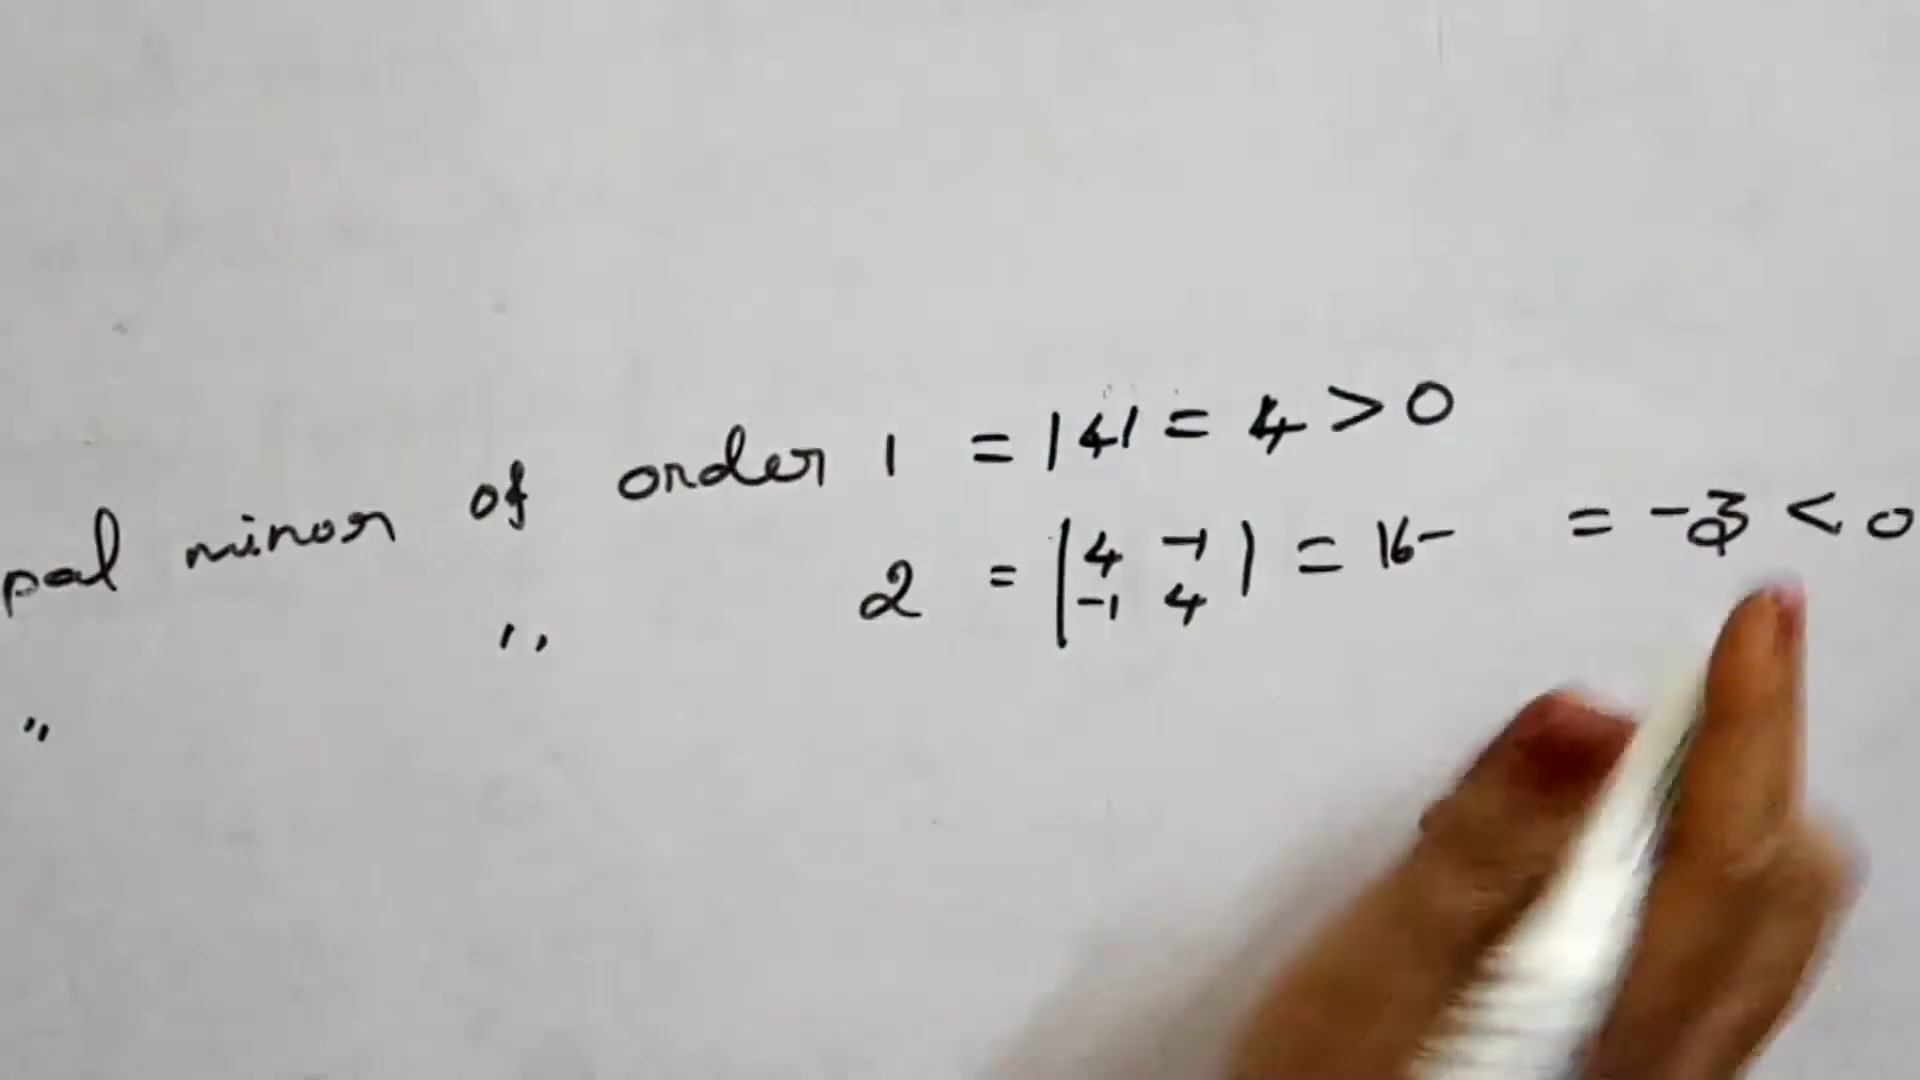 pal minor of order 1 = |4| = 4 > 0
" 2 = |4 -1| = 16- = -3 < 0
|-1 4|
"